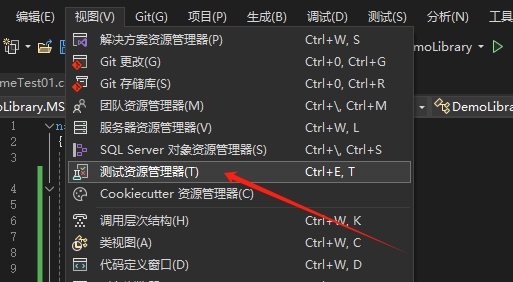 视图(V) Git(G) 项目(P) 生成(B) 调试(D) 测试(S) 分析(N)
解决方案资源管理器(P) Ctrl+W, S
moLibrary
Git 更改(G) Ctrl+0, Ctrl+G
meTest01.c
Git 存储库(S) Ctrl+0, Ctrl+R
oLibrary.MS
团队资源管理器(M) Ctrl+\, Ctrl+M
DemoLibr
服务器资源管理器(V) Ctrl+W, L
1
SQL Server 对象资源管理器(S) Ctrl+\, Ctrl+S
2
{
3
测试资源管理器(T) Ctrl+E, T
4
Cookiecutter 资源管理器(C)
5
调用层次结构(H) Ctrl+W, K
6
类视图(A) Ctrl+W, C
7
代码定义窗口(D) Ctrl+W, D
8
9